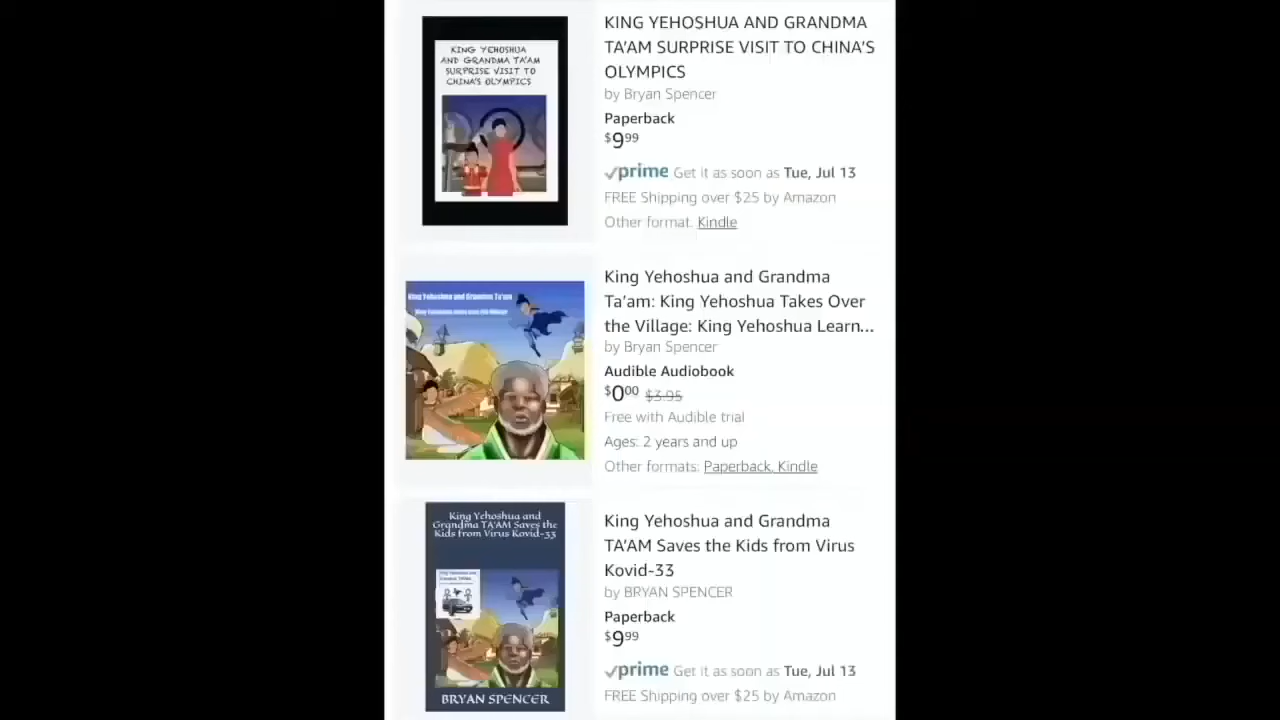 KING YEHOSHUA
AND GRANDMA TA'AM
SURPRISE VISIT TO
CHINA'S OLYMPICS
KING YEHOSHUA AND GRANDMA
TA'AM SURPRISE VISIT TO CHINA'S
OLYMPICS
by Bryan Spencer
Paperback
$9 99
prime Get it as soon as Tue, Jul 13
FREE Shipping over $25 by Amazon
Other format: Kindle
King Yehoshua and Grandma Ta'am
King Yehoshua takes over the Village
King Yehoshua and Grandma
Ta'am: King Yehoshua Takes Over
the Village: King Yehoshua Learn...
by Bryan Spencer
Audible Audiobook
$0 00 $3.95
Free with Audible trial
Ages: 2 years and up
Other formats: Paperback, Kindle
King Yehoshua and
Grandma TA'AM Saves the
Kids from Virus Kovid-33
BRYAN SPENCER
King Yehoshua and Grandma
TA'AM Saves the Kids from Virus
Kovid-33
by BRYAN SPENCER
Paperback
$9 99
prime Get it as soon as Tue, Jul 13
FREE Shipping over $25 by Amazon